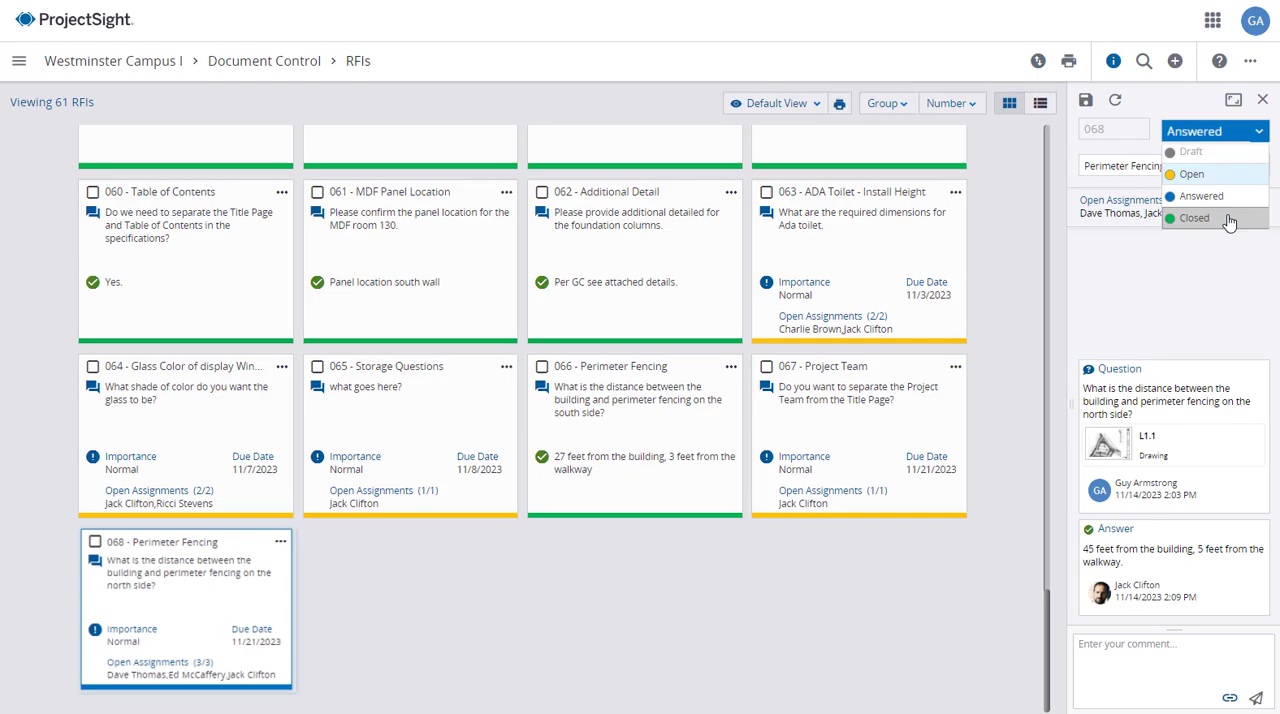 ProjectSight.
GA
Westminster Campus I > Document Control > RFIs
Viewing 61 RFIs
Default View
Group
Number
060 - Table of Contents
Do we need to separate the Title Page
and Table of Contents in the
specifications?
Yes.
061 - MDF Panel Location
Please confirm the panel location for the
MDF room 130.
Panel location south wall
062 - Additional Detail
Please provide additional detailed for
the foundation columns.
Per GC see attached details.
063 - ADA Toilet - Install Height
What are the required dimensions for
Ada toilet.
Importance Due Date
Normal 11/3/2023
Open Assignments (2/2)
Charlie Brown,Jack Clifton
064 - Glass Color of display Win...
What shade of color do you want the
glass to be?
Importance Due Date
Normal 11/7/2023
Open Assignments (2/2)
Jack Clifton,Ricci Stevens
065 - Storage Questions
what goes here?
Importance Due Date
Normal 11/8/2023
Open Assignments (1/1)
Jack Clifton
066 - Perimeter Fencing
What is the distance between the
building and perimeter fencing on the
south side?
27 feet from the building, 3 feet from the
walkway
067 - Project Team
Do you want to separate the Project
Team from the Title Page?
Importance Due Date
Normal 11/21/2023
Open Assignments (1/1)
Jack Clifton
068 - Perimeter Fencing
What is the distance between the
building and perimeter fencing on the
north side?
Importance Due Date
Normal 11/21/2023
Open Assignments (3/3)
Dave Thomas,Ed McCaffery,Jack Clifton
068
Answered
Draft
Open
Answered
Closed
Perimeter Fencing
Open Assignments
Dave Thomas, Jack
Question
What is the distance between the
building and perimeter fencing on the
north side?
L1.1
Drawing
GA
Guy Armstrong
11/14/2023 2:03 PM
Answer
45 feet from the building, 5 feet from the
walkway.
Jack Clifton
11/14/2023 2:09 PM
Enter your comment...